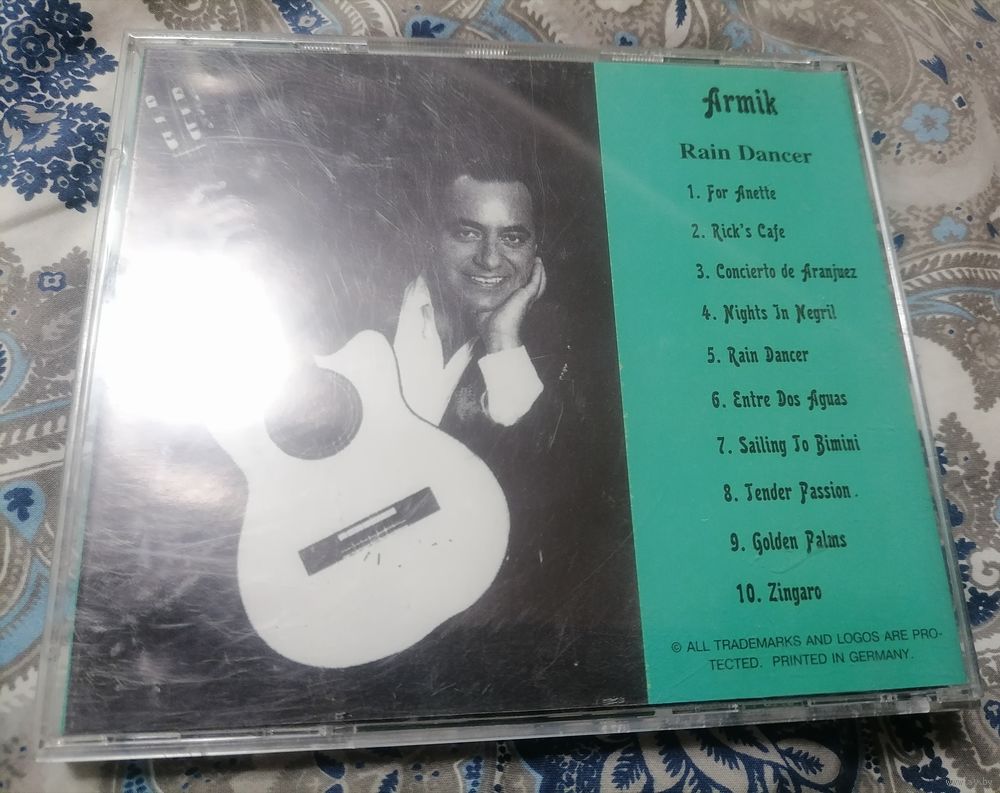 Armik
Rain Dancer
1. For Anette
2. Rick's Cafe
3. Concierto de Aranjuez
4. Nights In Negril
5. Rain Dancer
6. Entre Dos Aguas
7. Sailing To Bimini
8. Tender Passion.
9. Golden Palms
10. Zingaro
© ALL TRADEMARKS AND LOGOS ARE PRO-
TECTED. PRINTED IN GERMANY.